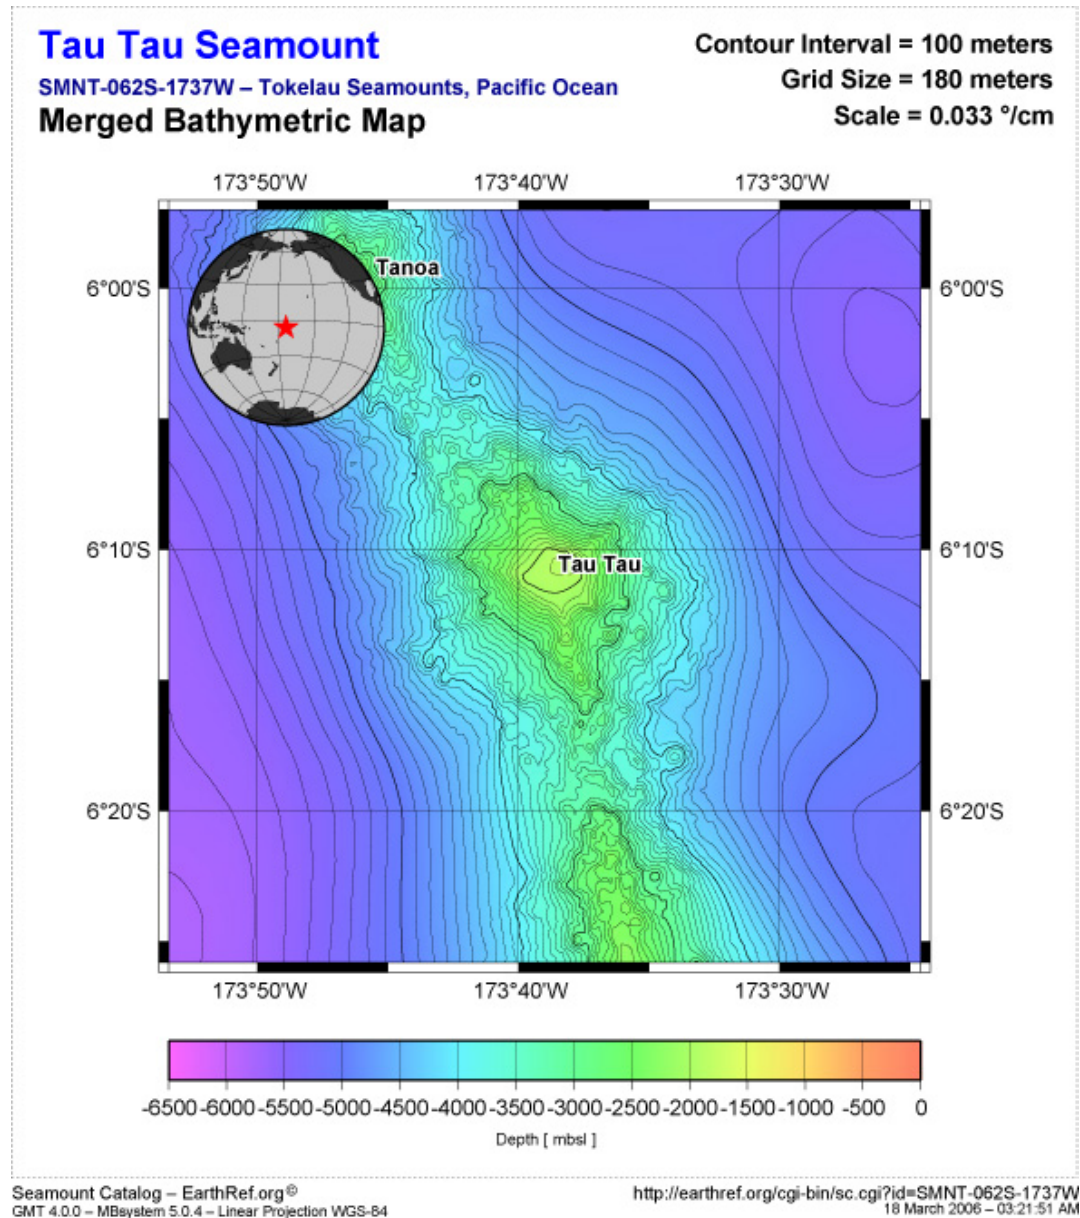 Tau Tau Seamount
SMNT-062S-1737W – Tokelau Seamounts, Pacific Ocean
Merged Bathymetric Map
Contour Interval = 100 meters
Grid Size = 180 meters
Scale = 0.033 °/cm
173°50'W 173°40'W 173°30'W
Tanoa
6°00'S 6°00'S
6°10'S 6°10'S
Tau Tau
6°20'S 6°20'S
173°50'W 173°40'W 173°30'W
-6500 -6000 -5500 -5000 -4500 -4000 -3500 -3000 -2500 -2000 -1500 -1000 -500 0
Depth [ mbsl ]
Seamount Catalog – EarthRef.org©
GMT 4.0.0 – MBsystem 5.0.4 – Linear Projection WGS-84
http://earthref.org/cgi-bin/sc.cgi?id=SMNT-062S-1737W
18 March 2006 – 03:21:51 AM